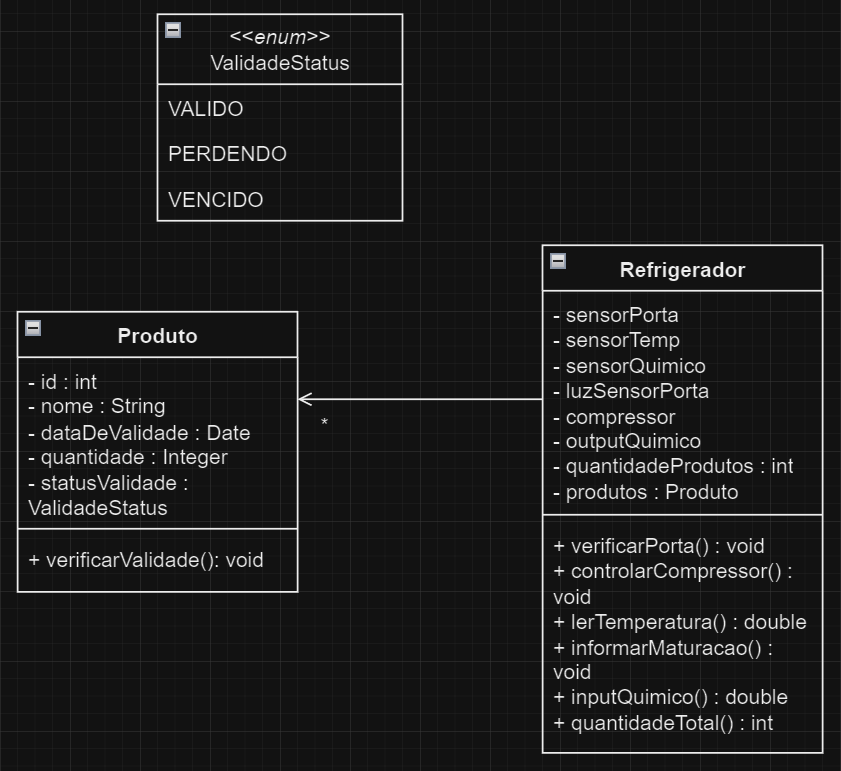 <<enum>>
ValidadeStatus
VALIDO
PERDENDO
VENCIDO
Produto
- id : int
- nome : String
- dataDeValidade : Date
- quantidade : Integer
- statusValidade :
ValidadeStatus
+ verificarValidade(): void
*
Refrigerador
- sensorPorta
- sensorTemp
- sensorQuimico
- luzSensorPorta
- compressor
- outputQuimico
- quantidadeProdutos : int
- produtos : Produto
+ verificarPorta() : void
+ controlarCompressor() :
void
+ lerTemperatura() : double
+ informarMaturacao() :
void
+ inputQuimico() : double
+ quantidadeTotal() : int